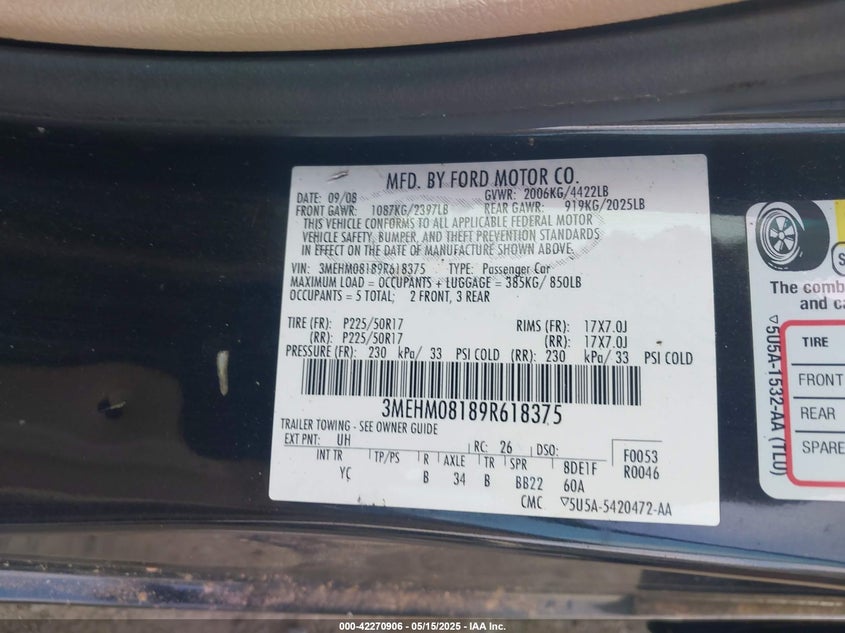 MFD. BY FORD MOTOR CO.
DATE: 09/08 GVWR: 2006KG/4422LB
FRONT GAWR: 1087KG/2397LB REAR GAWR: 919KG/2025LB
THIS VEHICLE CONFORMS TO ALL APPLICABLE FEDERAL MOTOR
VEHICLE SAFETY, BUMPER, AND THEFT PREVENTION STANDARDS
IN EFFECT ON THE DATE OF MANUFACTURE SHOWN ABOVE.
VIN: 3MEHM08189R618375 TYPE: Passenger Car
MAXIMUM LOAD = OCCUPANTS + LUGGAGE = 385KG/ 850LB
OCCUPANTS = 5 TOTAL; 2 FRONT, 3 REAR
TIRE (FR): P225/50R17 RIMS (FR): 17X7.0J
(RR): P225/50R17 (RR): 17X7.0J
PRESSURE (FR): 230 kPa/ 33 PSI COLD (RR): 230 kPa/ 33 PSI COLD
3MEHM08189R618375
TRAILER TOWING - SEE OWNER GUIDE
EXT PNT: UH RC: 26 DSO: F0053
INT TR TP/PS R AXLE TR SPR 8DE1F R0046
YC B 34 B BB22 60A
CMC ▽5U5A-5420472-AA
The comb
and ca
▽5U5A-1532-AA (TLU)
TIRE
FRONT
REAR
SPARE
000-42270906 - 05/15/2025 - IAA Inc.